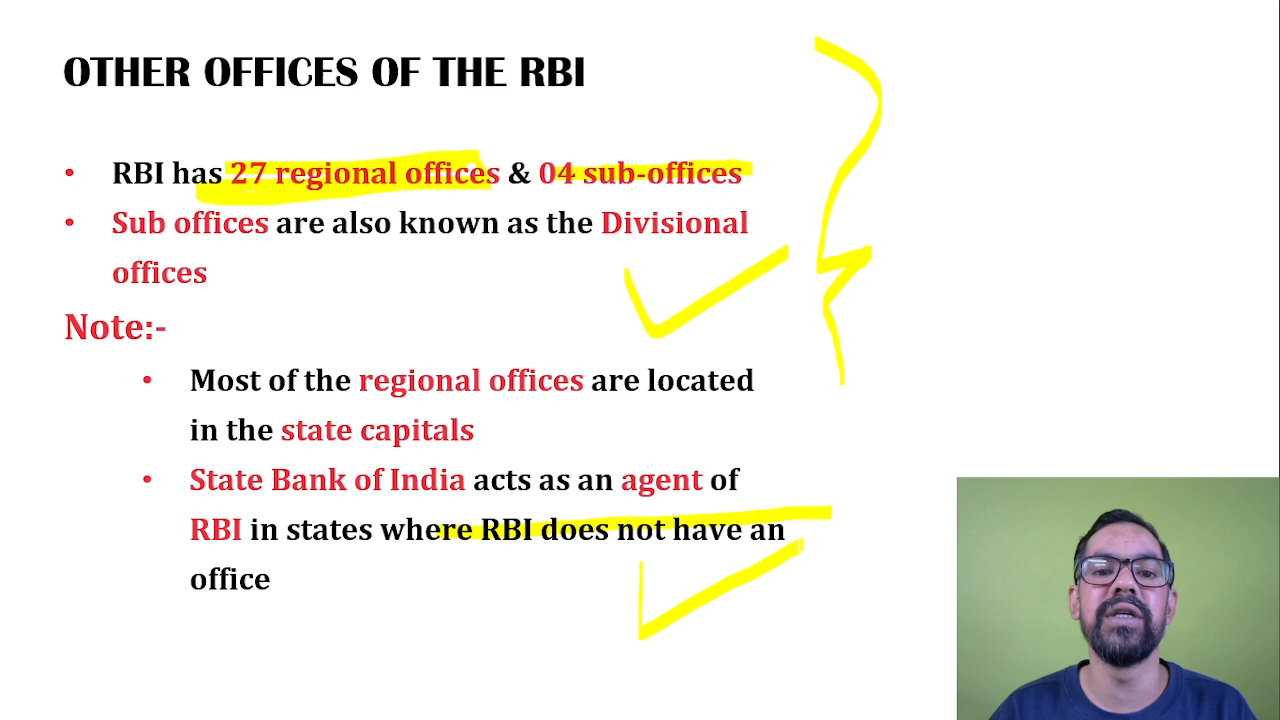 OTHER OFFICES OF THE RBI
• RBI has 27 regional offices & 04 sub-offices
• Sub offices are also known as the Divisional
offices
Note:-
• Most of the regional offices are located
in the state capitals
• State Bank of India acts as an agent of
RBI in states where RBI does not have an
office